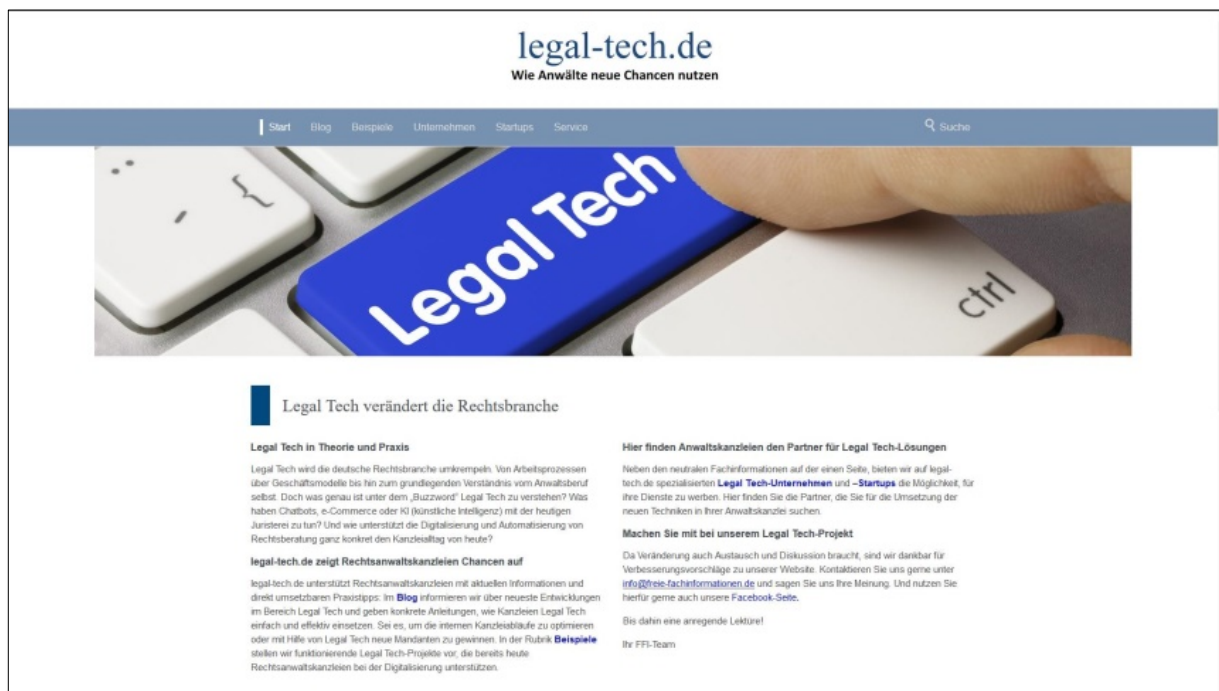 legal-tech.de
Wie Anwälte neue Chancen nutzen
Start Blog Beispiele Unternehmen Startups Service Suche
{
Legal Tech
ctrl
Legal Tech verändert die Rechtsbranche
Legal Tech in Theorie und Praxis
Legal Tech wird die deutsche Rechtsbranche umkrempeln. Von Arbeitsprozessen
über Geschäftsmodelle bis hin zum grundlegenden Verständnis vom Anwaltsberuf
selbst. Doch was genau ist unter dem „Buzzword" Legal Tech zu verstehen? Was
haben Chatbots, e-Commerce oder KI (künstliche Intelligenz) mit der heutigen
Juristerei zu tun? Und wie unterstützt die Digitalisierung und Automatisierung von
Rechtsberatung ganz konkret den Kanzleialltag von heute?
legal-tech.de zeigt Rechtsanwaltskanzleien Chancen auf
legal-tech.de unterstützt Rechtsanwaltskanzleien mit aktuellen Informationen und
direkt umsetzbaren Praxistipps: Im Blog informieren wir über neueste Entwicklungen
im Bereich Legal Tech und geben konkrete Anleitungen, wie Kanzleien Legal Tech
einfach und effektiv einsetzen. Sei es, um die internen Kanzleiabläufe zu optimieren
oder mit Hilfe von Legal Tech neue Mandanten zu gewinnen. In der Rubrik Beispiele
stellen wir funktionierende Legal Tech-Projekte vor, die bereits heute
Rechtsanwaltskanzleien bei der Digitalisierung unterstützen.
Hier finden Anwaltskanzleien den Partner für Legal Tech-Lösungen
Neben den neutralen Fachinformationen auf der einen Seite, bieten wir auf legal-
tech.de spezialisierten Legal Tech-Unternehmen und –Startups die Möglichkeit, für
ihre Dienste zu werben. Hier finden Sie die Partner, die Sie für die Umsetzung der
neuen Techniken in Ihrer Anwaltskanzlei suchen.
Machen Sie mit bei unserem Legal Tech-Projekt
Da Veränderung auch Austausch und Diskussion braucht, sind wir dankbar für
Verbesserungsvorschläge zu unserer Website. Kontaktieren Sie uns gerne unter
info@freie-fachinformationen.de und sagen Sie uns Ihre Meinung. Und nutzen Sie
hierfür gerne auch unsere Facebook-Seite.
Bis dahin eine anregende Lektüre!
Ihr FFI-Team